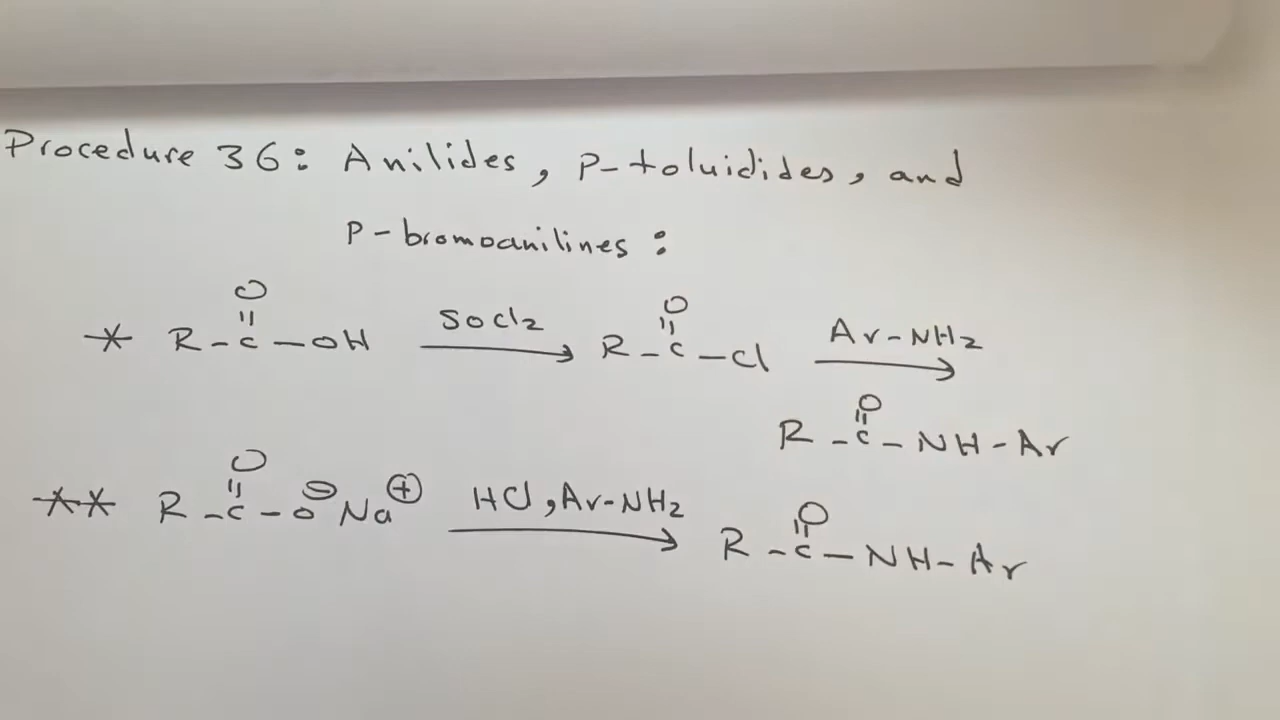 Procedure 36: Anilides, p-toluidides, and
p-bromoanilines:
O
* R-C-OH SOCl2 → R-C-Cl Ar-NH2 →
O
R-C-NH-Ar
O
** R-C-O⊖ Na⊕ HCl, Ar-NH2 → R-C-NH-Ar
O